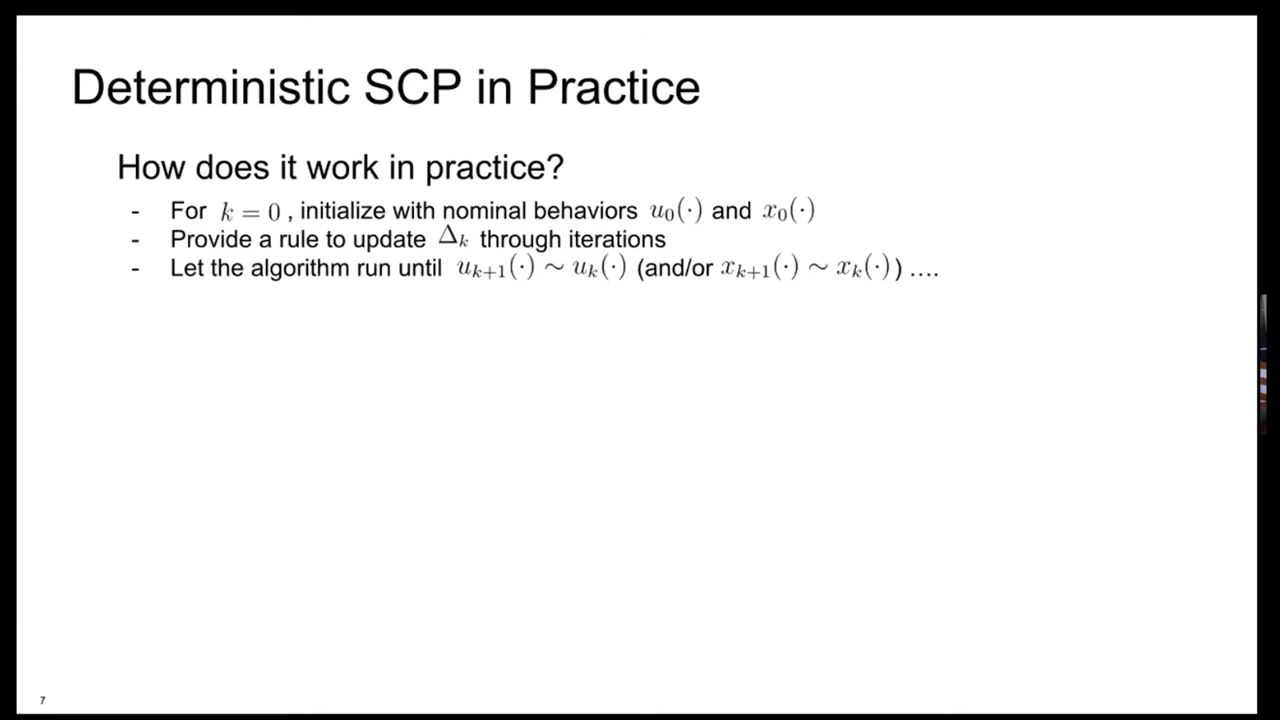 Deterministic SCP in Practice
How does it work in practice?
- For k = 0 , initialize with nominal behaviors u₀(·) and x₀(·)
- Provide a rule to update Δₖ through iterations
- Let the algorithm run until uₖ₊₁(·) ∼ uₖ(·) (and/or xₖ₊₁(·) ∼ xₖ(·) ) ....
7